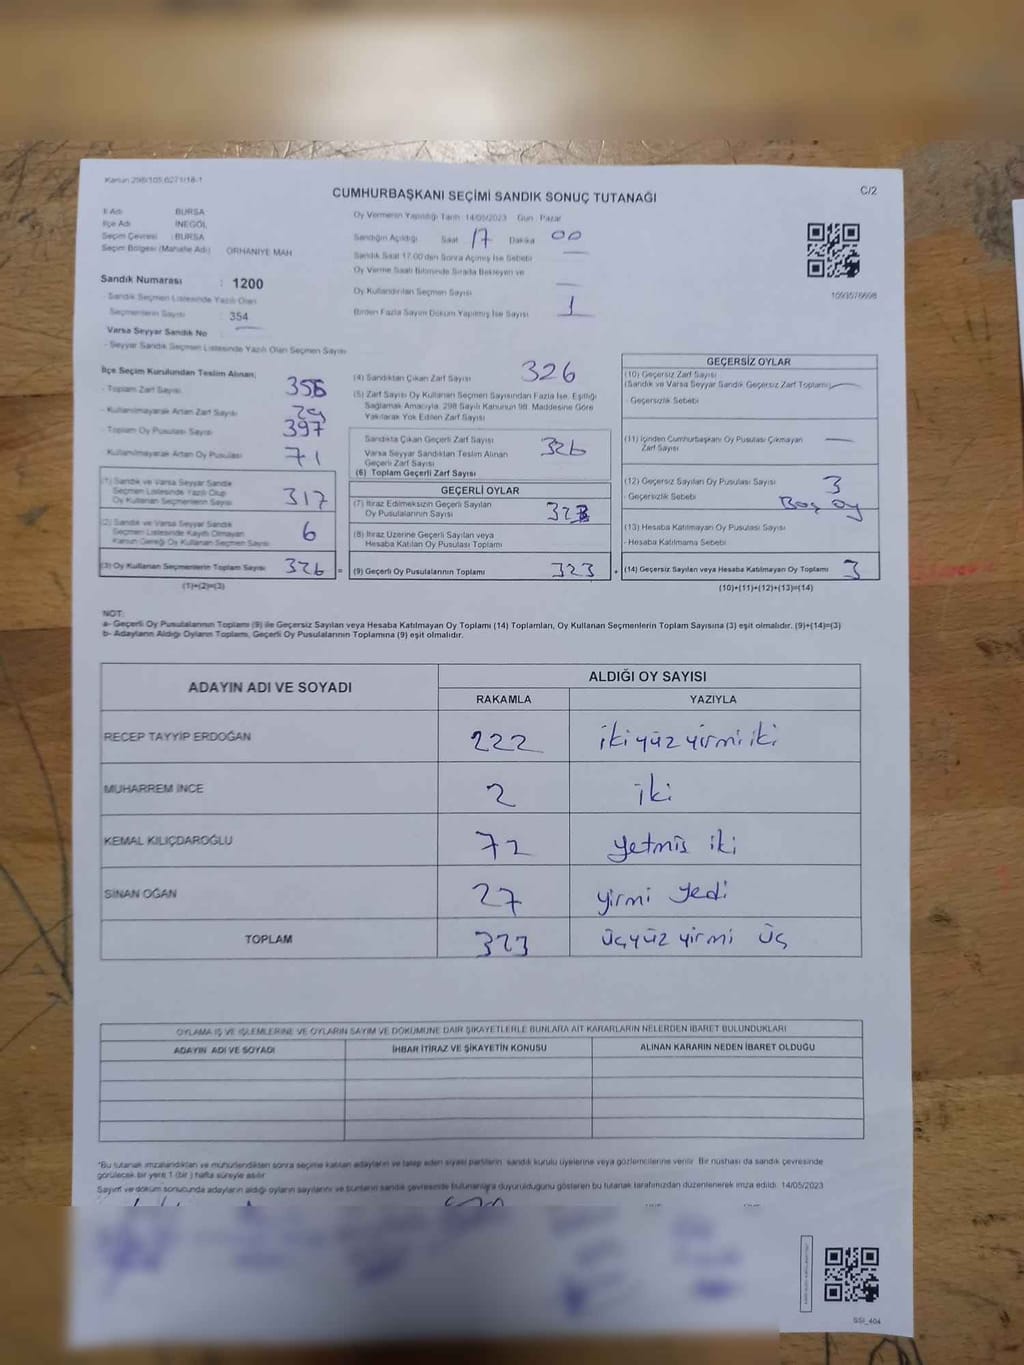 Kanun 298/105,6271/18-1
C/2
CUMHURBAŞKANI SEÇİMİ SANDIK SONUÇ TUTANAĞI
İl Adı BURSA
İlçe Adı İNEGÖL
Seçim Çevresi : BURSA
Seçim Bölgesi (Mahalle Adı) ORHANİYE MAH
Sandık Numarası : 1200
- Sandık Seçmen Listesinde Yazılı Olan
Seçmenlerin Sayısı : 354
Varsa Seyyar Sandık No
- Seyyar Sandık Seçmen Listesinde Yazılı Olan Seçmen Sayısı
Oy Vermenin Yapıldığı Tarih :14/05/2023 Gün : Pazar
Sandığın Açıldığı Saat 17 Dakika 00
Sandık Saat 17.00'den Sonra Açılmış İse Sebebi
Oy Verme Saati Bitiminde Sırada Bekleyen ve
Oy Kullandırılan Seçmen Sayısı
Birden Fazla Sayım Döküm Yapılmış İse Sayısı 1
1093576698
İlçe Seçim Kurulundan Teslim Alınan;
- Toplam Zarf Sayısı
- Kullanılmayarak Artan Zarf Sayısı 29
- Toplam Oy Pusulası Sayısı 397
- Kullanılmayarak Artan Oy Pusulası 71
(1) Sandık ve Varsa Seyyar Sandık
Seçmen Listesinde Yazılı Olup
Oy Kullanan Seçmenlerin Sayısı 317
(2) Sandık ve Varsa Seyyar Sandık
Seçmen Listesinde Kayıtlı Olmayan
Kanun Gereği Oy Kullanan Seçmen Sayısı 6
(3) Oy Kullanan Seçmenlerin Toplam Sayısı 326 =
(1)+(2)=(3)
(4) Sandıktan Çıkan Zarf Sayısı 326
(5) Zarf Sayısı Oy Kullanan Seçmen Sayısından Fazla İse, Eşitliği
Sağlamak Amacıyla, 298 Sayılı Kanunun 98. Maddesine Göre
Yakılarak Yok Edilen Zarf Sayısı
Sandıkta Çıkan Geçerli Zarf Sayısı 326
Varsa Seyyar Sandıktan Teslim Alınan
Geçerli Zarf Sayısı
(6) Toplam Geçerli Zarf Sayısı
GEÇERLİ OYLAR
(7) İtiraz Edilmeksizin Geçerli Sayılan
Oy Pusulalarının Sayısı 323
(8) İtiraz Üzerine Geçerli Sayılan veya
Hesaba Katılan Oy Pusulası Toplamı
(9) Geçerli Oy Pusulalarının Toplamı 323 +
GEÇERSİZ OYLAR
(10) Geçersiz Zarf Sayısı
(Sandık ve Varsa Seyyar Sandık Geçersiz Zarf Toplamı)
- Geçersizlik Sebebi
(11) İçinden Cumhurbaşkanı Oy Pusulası Çıkmayan
Zarf Sayısı
(12) Geçersiz Sayılan Oy Pusulası Sayısı 3
- Geçersizlik Sebebi Boş oy
(13) Hesaba Katılmayan Oy Pusulası Sayısı
- Hesaba Katılmama Sebebi
(14) Geçersiz Sayılan veya Hesaba Katılmayan Oy Toplamı 3
(10)+(11)+(12)+(13)=(14)
NOT:
a- Geçerli Oy Pusulalarının Toplamı (9) ile Geçersiz Sayılan veya Hesaba Katılmayan Oy Toplamı (14) Toplamları, Oy Kullanan Seçmenlerin Toplam Sayısına (3) eşit olmalıdır. (9)+(14)=(3)
b- Adayların Aldığı Oyların Toplamı, Geçerli Oy Pusulalarının Toplamına (9) eşit olmalıdır.
ADAYIN ADI VE SOYADI
ALDIĞI OY SAYISI
RAKAMLA YAZIYLA
RECEP TAYYİP ERDOĞAN 222 iki yüz yirmi iki
MUHARREM İNCE 2 iki
KEMAL KILIÇDAROĞLU 72 yetmiş iki
SİNAN OĞAN 27 yirmi yedi
TOPLAM 323 üçyüz yirmi üç
OYLAMA İŞ VE İŞLEMLERİNE VE OYLARIN SAYIM VE DÖKÜMÜNE DAİR ŞİKAYETLERLE BUNLARA AİT KARARLARIN NELERDEN İBARET BULUNDUKLARI
ADAYIN ADI VE SOYADI İHBAR İTİRAZ VE ŞİKAYETİN KONUSU ALINAN KARARIN NEDEN İBARET OLDUĞU
*Bu tutanak imzalandıktan ve mühürlendikten sonra seçime katılan adayların ve talep eden siyasi partilerin sandık kurulu üyelerine veya gözlemcilerine verilir. Bir nüshası da sandık çevresinde
görülecek bir yere 1 (bir) hafta süreyle asılır.
Sayım ve döküm sonucunda adayların aldığı oyların sayılarını ve bunların sandık çevresinde bulunanlara duyurulduğunu gösteren bu tutanak tarafımızdan düzenlenerek imza edildi. 14/05/2023
SSI_404